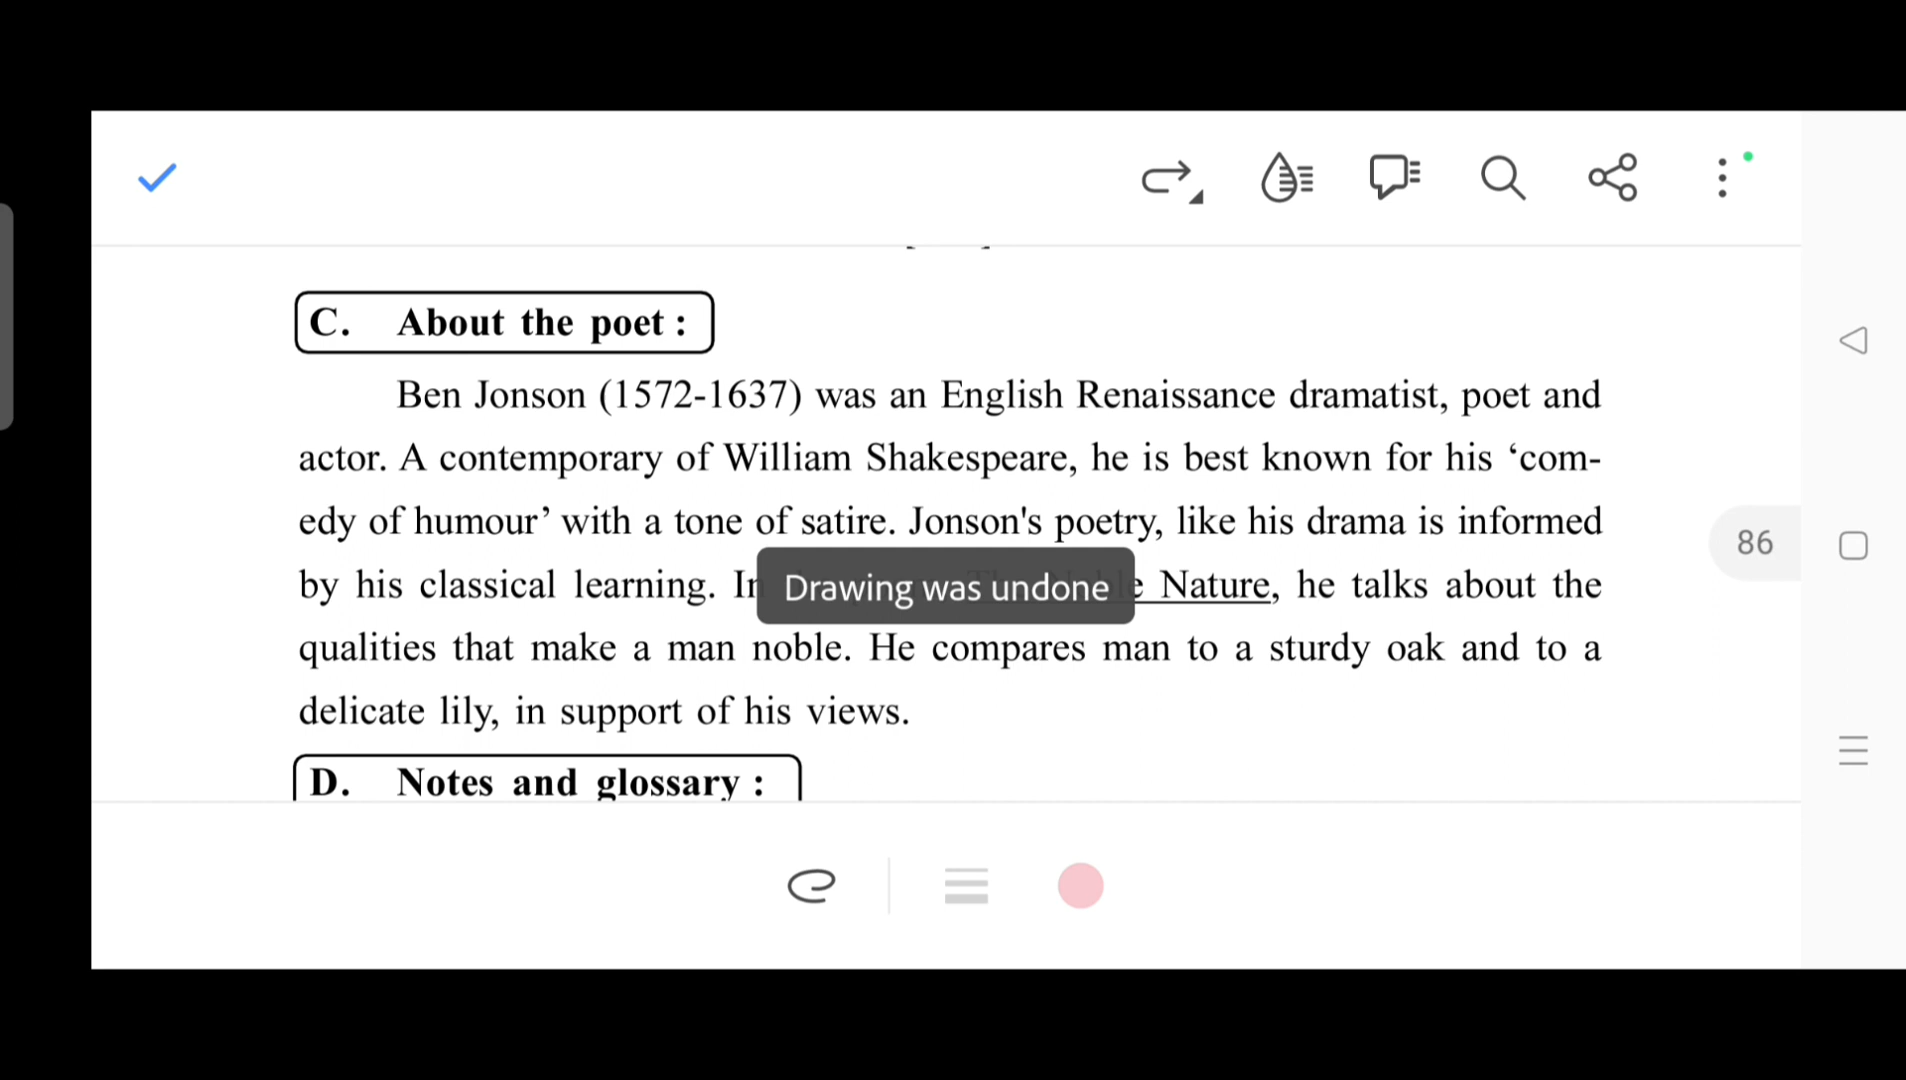 C. About the poet :
Ben Jonson (1572-1637) was an English Renaissance dramatist, poet and
actor. A contemporary of William Shakespeare, he is best known for his ‘com-
edy of humour’ with a tone of satire. Jonson's poetry, like his drama is informed
by his classical learning. In Nature, he talks about the
Drawing was undone
86
qualities that make a man noble. He compares man to a sturdy oak and to a
delicate lily, in support of his views.
D. Notes and glossary :